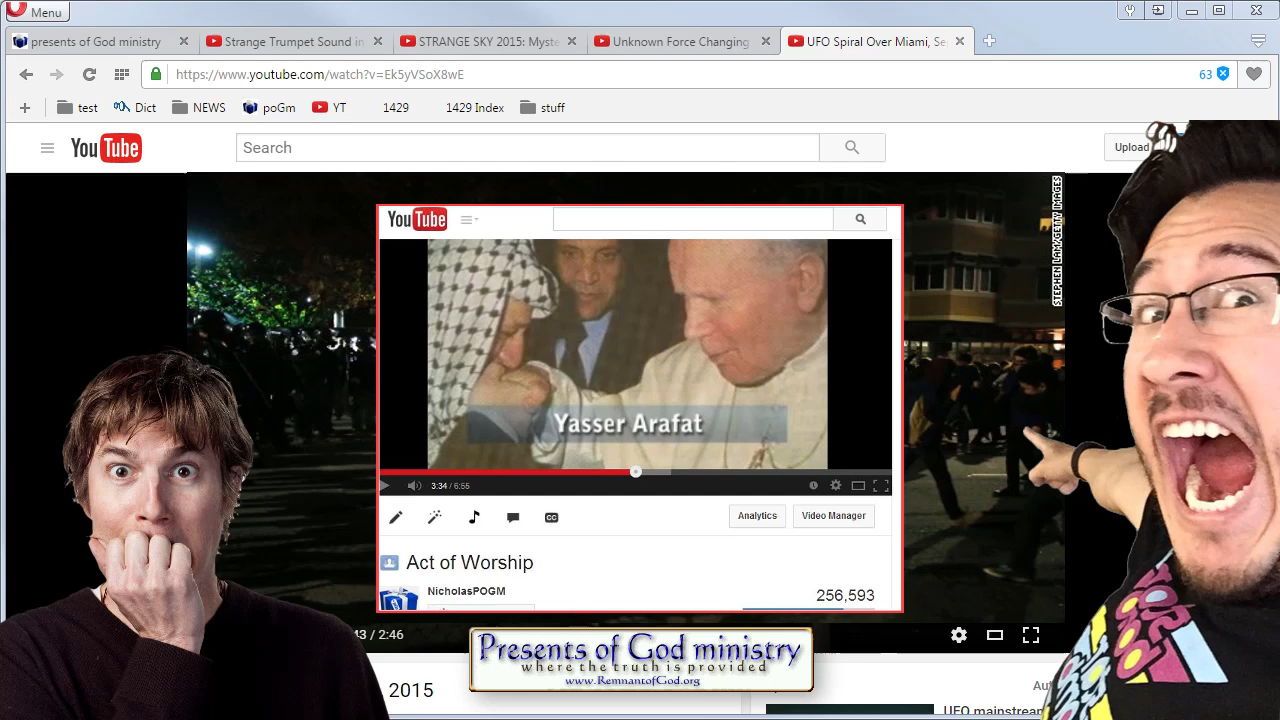 Menu
presents of God ministry
Strange Trumpet Sound in
STRANGE SKY 2015: Myste
Unknown Force Changing
UFO Spiral Over Miami, Se
https://www.youtube.com/watch?v=Ek5yVSoX8wE
63
test
Dict
NEWS
poGm
YT
1429
1429 Index
stuff
YouTube
Search
Upload
STEPHEN LAM/GETTY IMAGES
YouTube
Yasser Arafat
3:34 / 6:55
CC
Analytics
Video Manager
Act of Worship
NicholasPOGM
256,593
43 / 2:46
Presents of God ministry
where the truth is provided
www.RemnantofGod.org
2015
Au
UFO mainstream